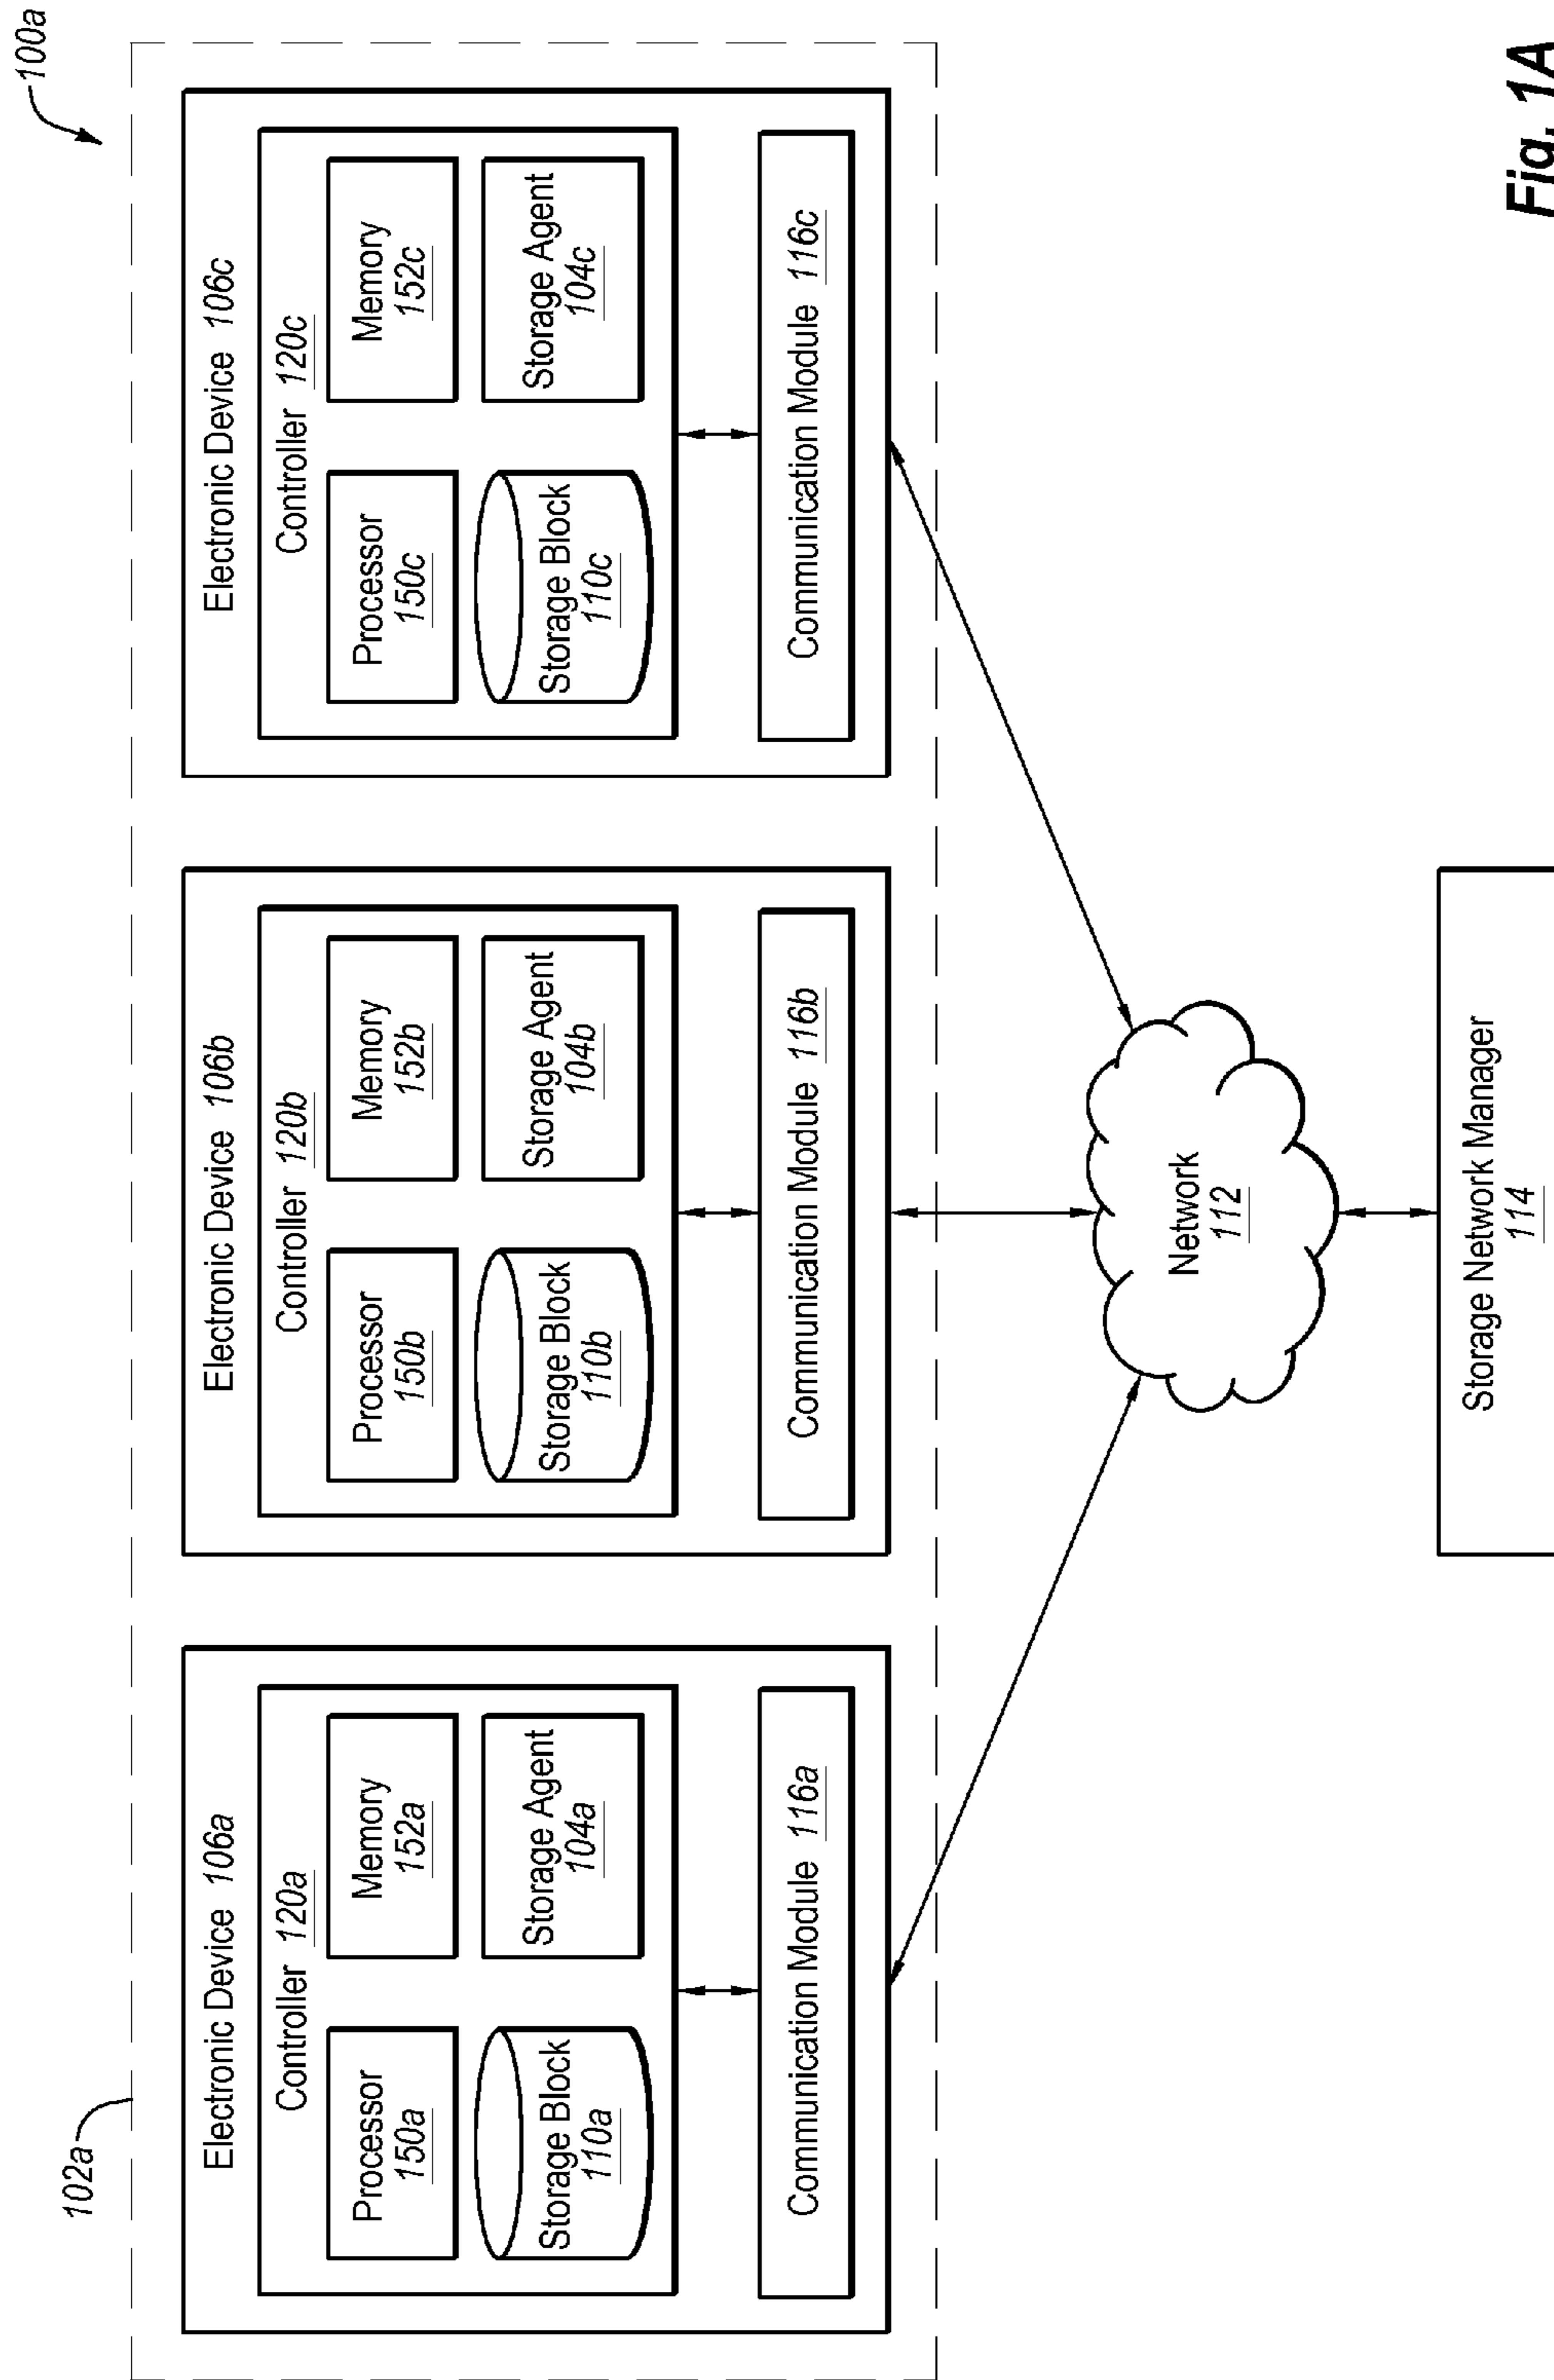 100a
102a
Electronic Device 106a
Controller 120a
Processor
150a
Memory
152a
Storage Block
110a
Storage Agent
104a
Communication Module 116a
Electronic Device 106b
Controller 120b
Processor
150b
Memory
152b
Storage Block
110b
Storage Agent
104b
Communication Module 116b
Electronic Device 106c
Controller 120c
Processor
150c
Memory
152c
Storage Block
110c
Storage Agent
104c
Communication Module 116c
Network
112
Storage Network Manager
114
Fig. 1A